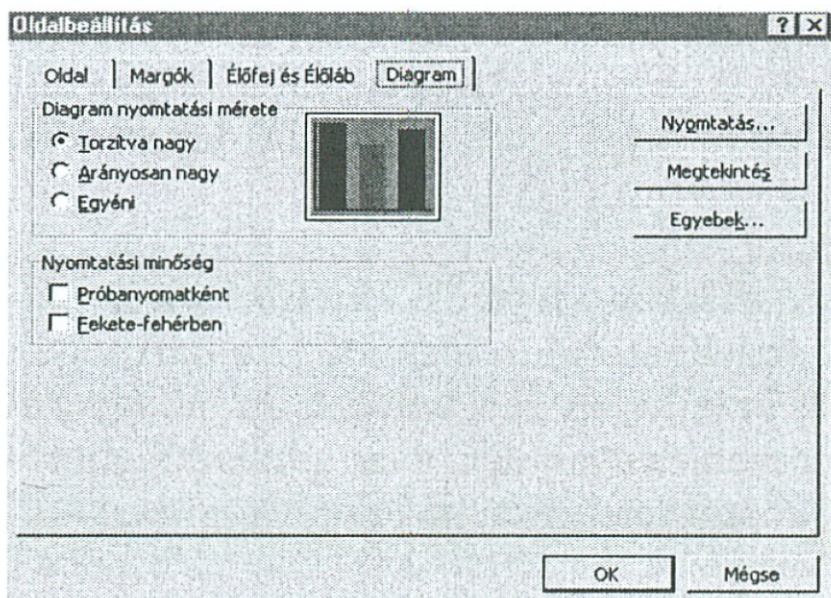 Oldalbeállítás
Oldal Margók Élőfej és Élőláb Diagram
Diagram nyomtatási mérete
Torzítva nagy
Arányosan nagy
Egyéni
Nyomtatás...
Megtekintés
Egyebek...
Nyomtatási minőség
Próbanyomatként
Fekete-fehérben
OK Mégse